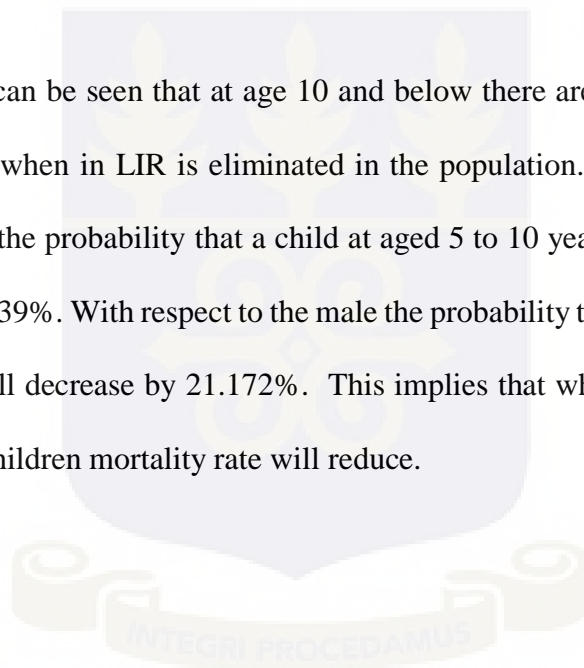 can be seen that at age 10 and below there are
when in LIR is eliminated in the population.
the probability that a child at aged 5 to 10 yea
39%. With respect to the male the probability t
ll decrease by 21.172%. This implies that wh
hildren mortality rate will reduce.
INTEGRI PROCEDAMUS